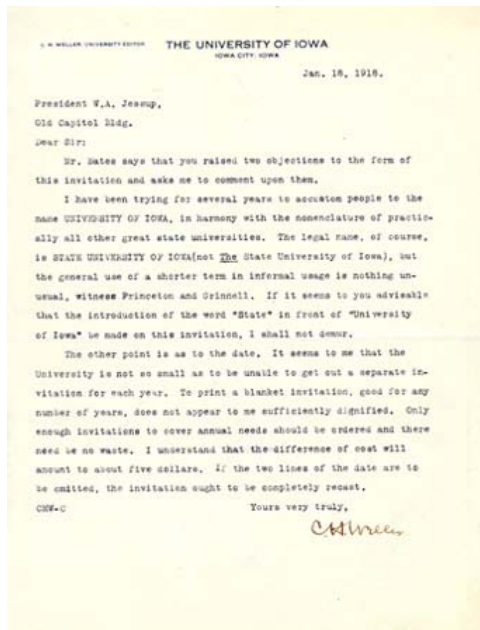 C. H. WELLER, UNIVERSITY EDITOR
THE UNIVERSITY OF IOWA
IOWA CITY, IOWA
Jan. 18, 1918.
President W.A. Jessup,
Old Capitol Bldg.
Dear Sir:
Mr. Bates says that you raised two objections to the form of
this invitation and asks me to comment upon them.
I have been trying for several years to accustom people to the
name UNIVERSITY OF IOWA, in harmony with the nomenclature of practic-
ally all other great state universities. The legal name, of course,
is STATE UNIVERSITY OF IOWA(not The State University of Iowa), but
the general use of a shorter term in informal usage is nothing un-
usual, witness Princeton and Grinnell. If it seems to you advisable
that the introduction of the word "State" in front of "University
of Iowa" be made on this invitation, I shall not demur.
The other point is as to the date. It seems to me that the
University is not so small as to be unable to get out a separate in-
vitation for each year. To print a blanket invitation, good for any
number of years, does not appear to me sufficiently dignified. Only
enough invitations to cover annual needs should be ordered and there
need be no waste. I understand that the difference of cost will
amount to about five dollars. If the two lines of the date are to
be omitted, the invitation ought to be completely recast.
CHW-C
Yours very truly,
C H Weller